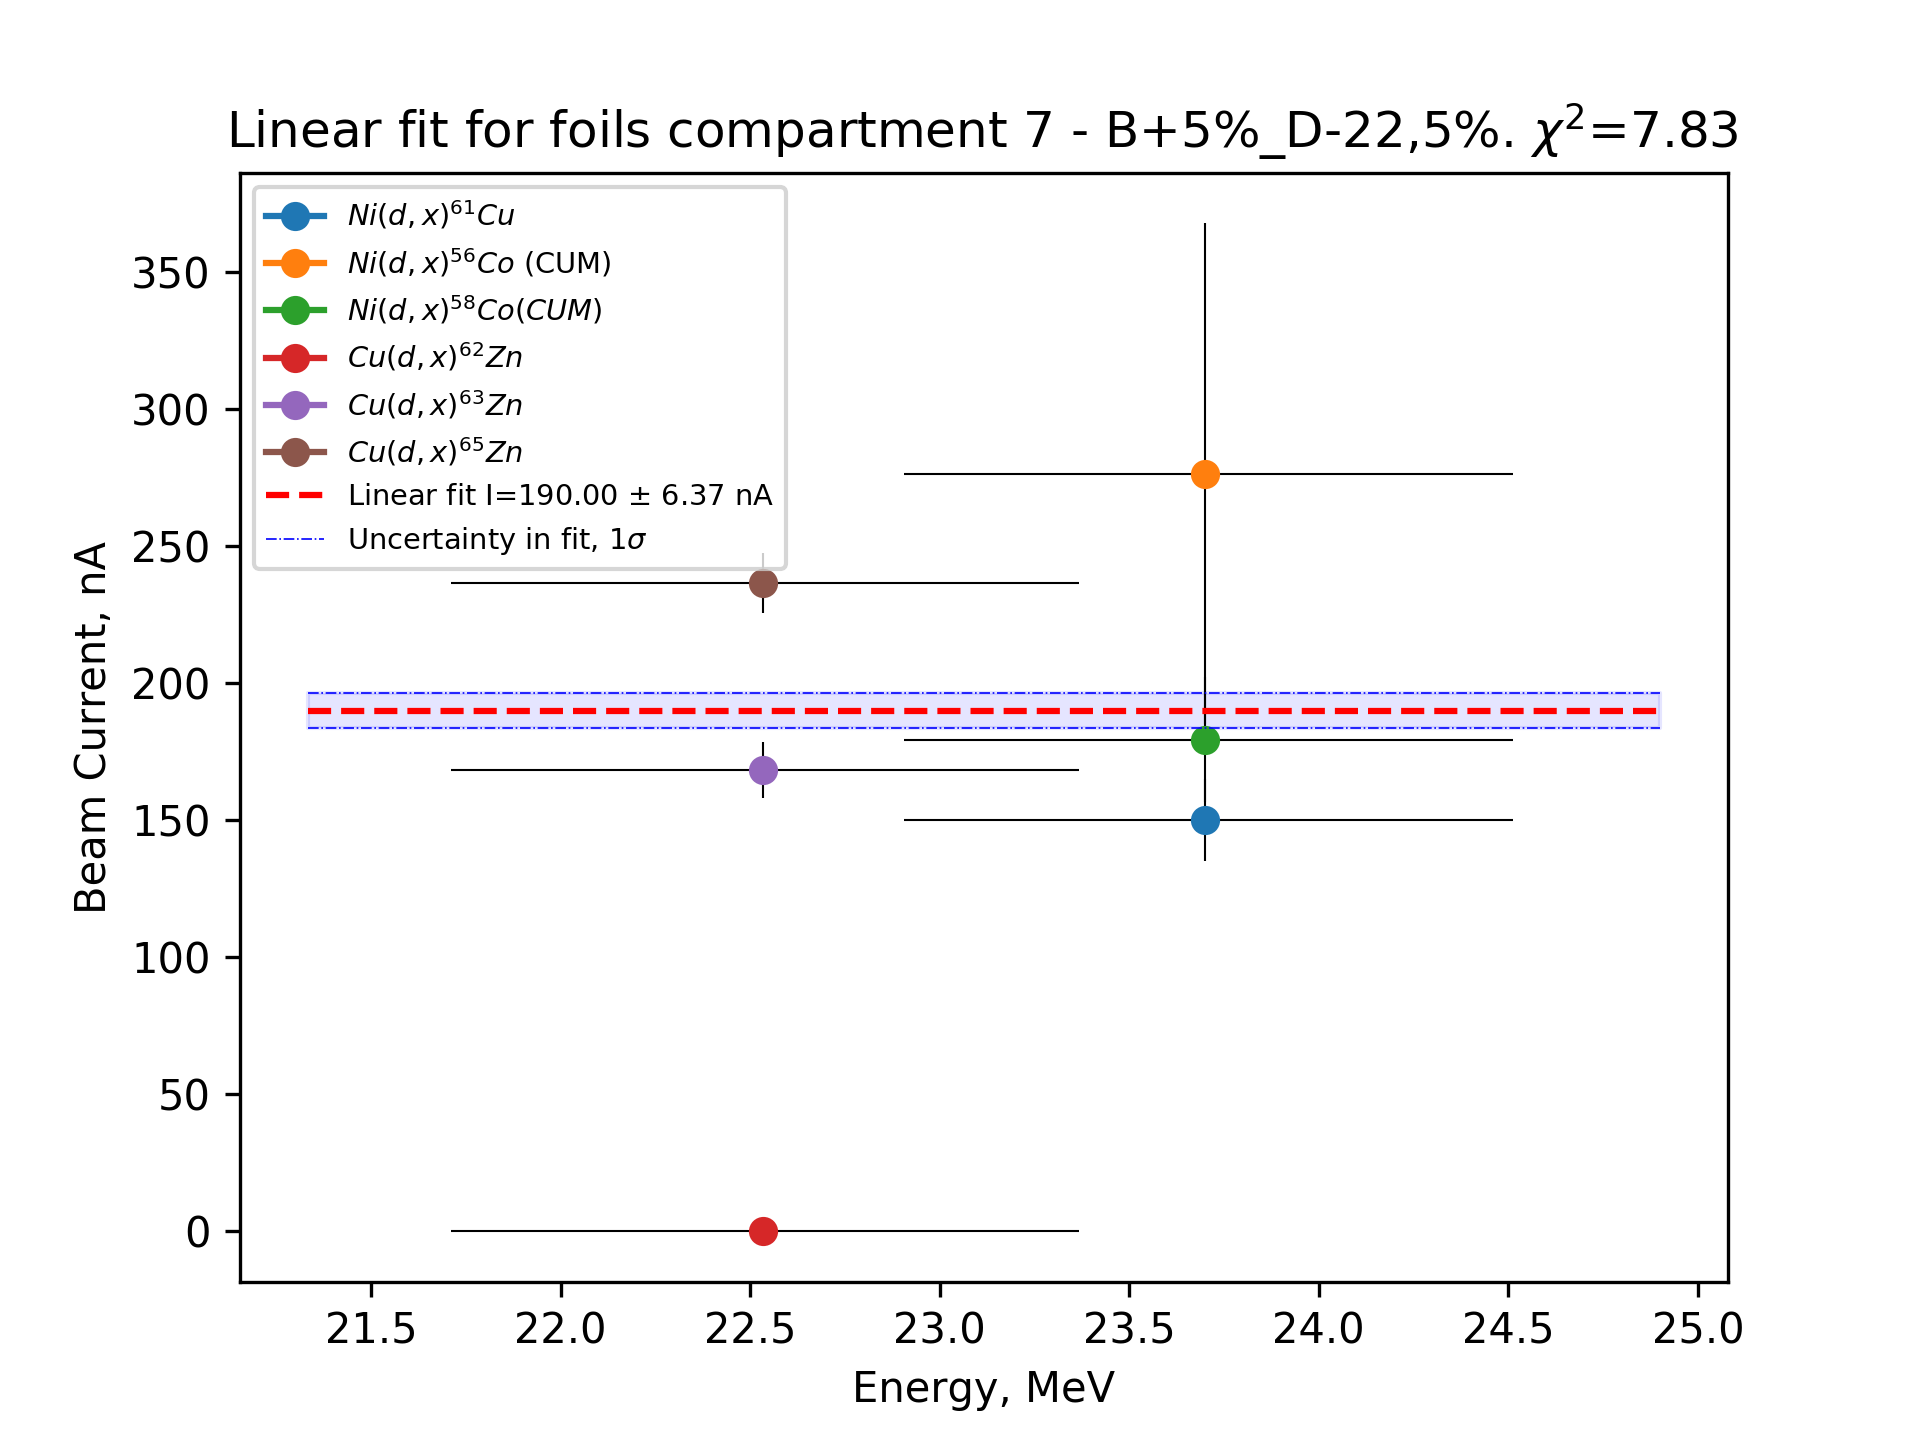 Linear fit for foils compartment 7 - B+5%_D-22,5%. χ²=7.83
Ni(d, x)⁶¹Cu
Ni(d, x)⁵⁶Co (CUM)
Ni(d, x)⁵⁸Co(CUM)
Cu(d, x)⁶²Zn
Cu(d, x)⁶³Zn
Cu(d, x)⁶⁵Zn
Linear fit I=190.00 ± 6.37 nA
Uncertainty in fit, 1σ
Beam Current, nA
350
300
250
200
150
100
50
0
21.5 22.0 22.5 23.0 23.5 24.0 24.5 25.0
Energy, MeV